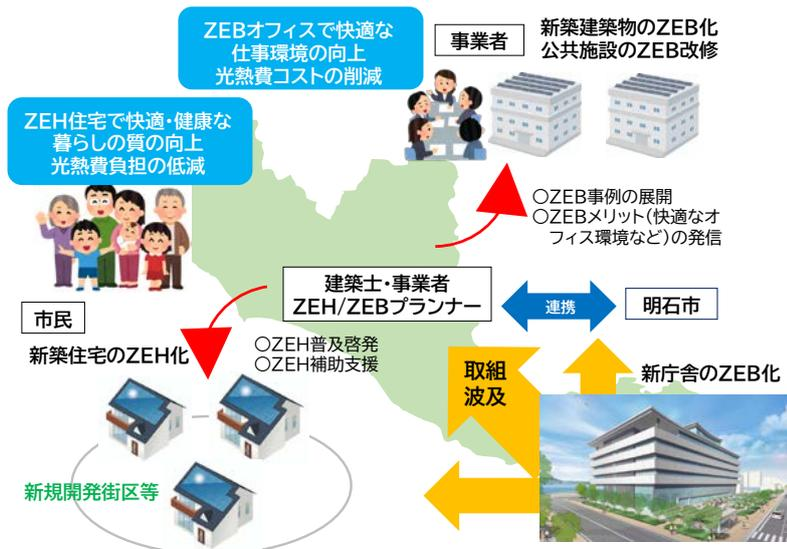 ZEBオフィスで快適な
仕事環境の向上
光熱費コストの削減
事業者
新築建築物のZEB化
公共施設のZEB改修
ZEH住宅で快適・健康な
暮らしの質の向上
光熱費負担の低減
〇ZEB事例の展開
〇ZEBメリット(快適なオ
フィス環境など)の発信
建築士・事業者
ZEH/ZEBプランナー
連携
明石市
市民
新築住宅のZEH化
〇ZEH普及啓発
〇ZEH補助支援
取組
波及
新庁舎のZEB化
新規開発街区等